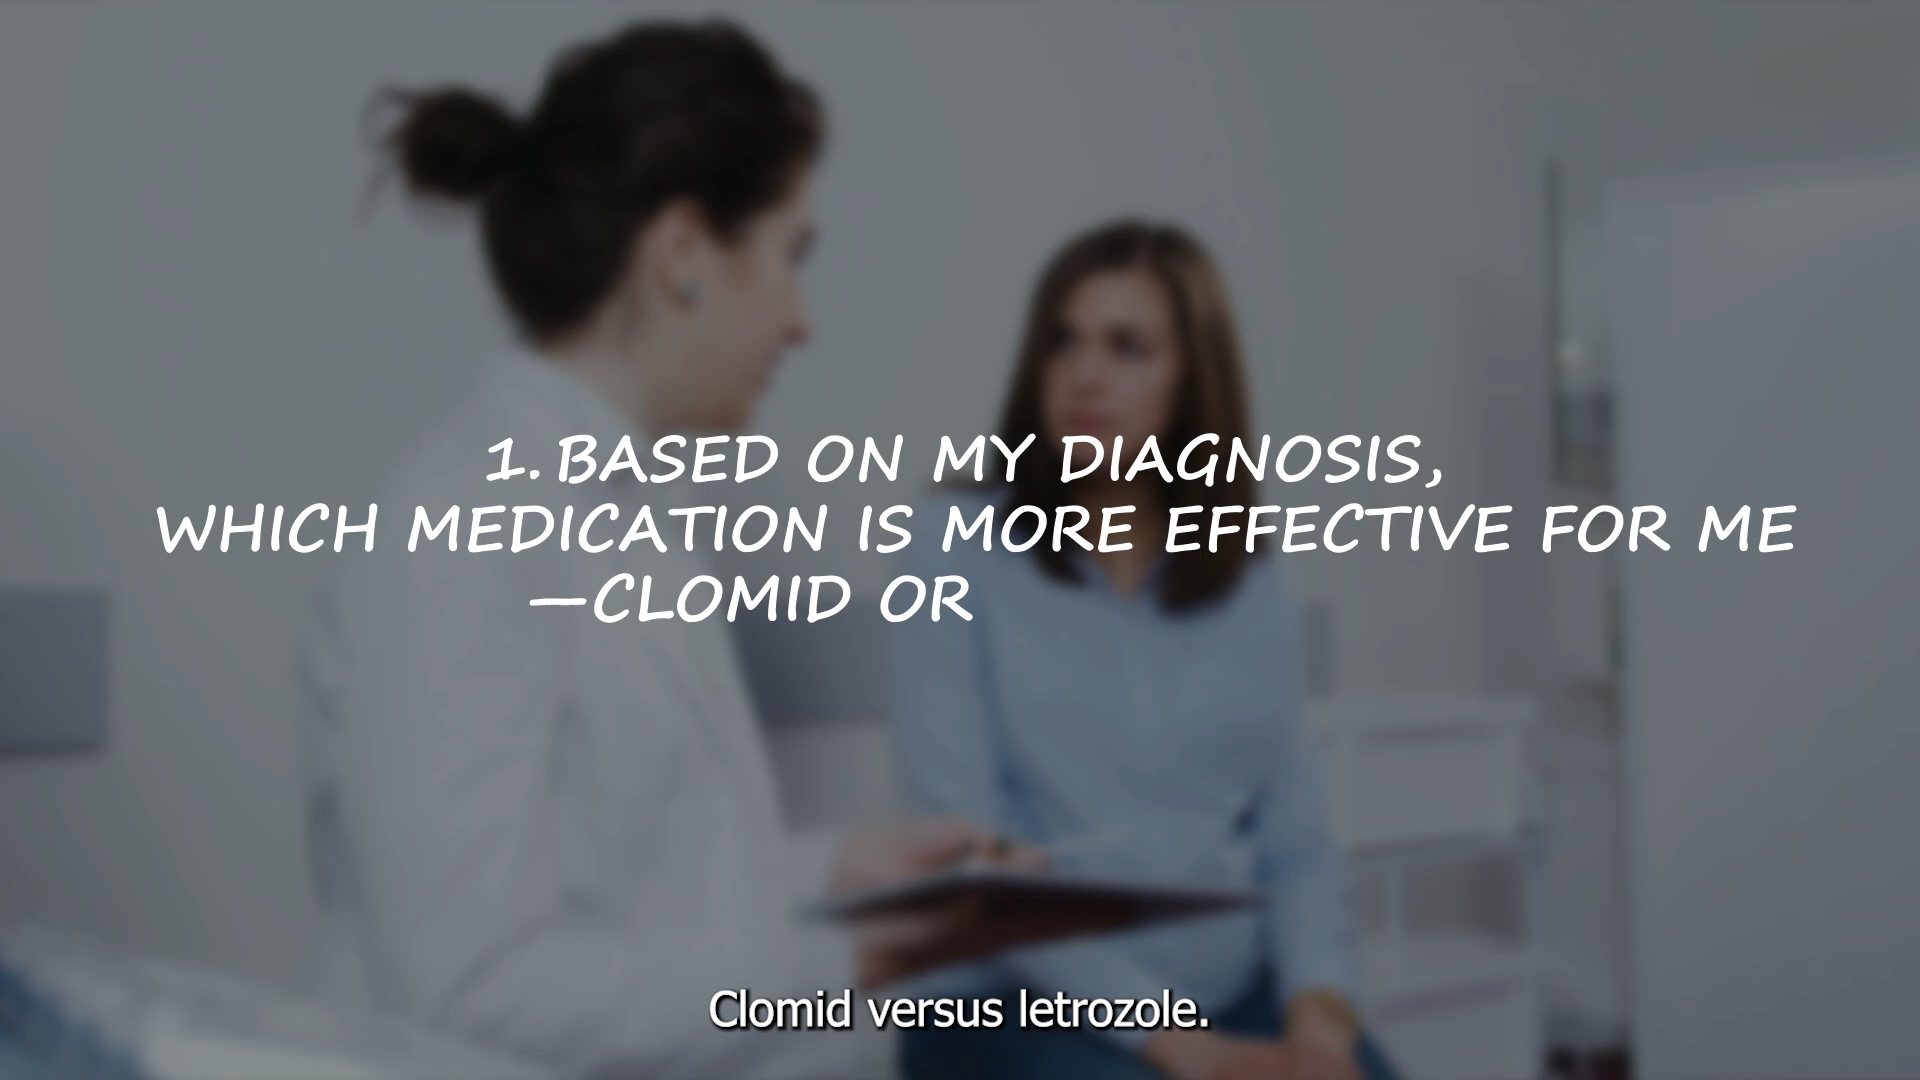 1. BASED ON MY DIAGNOSIS,
WHICH MEDICATION IS MORE EFFECTIVE FOR ME
—CLOMID OR
Clomid versus letrozole.